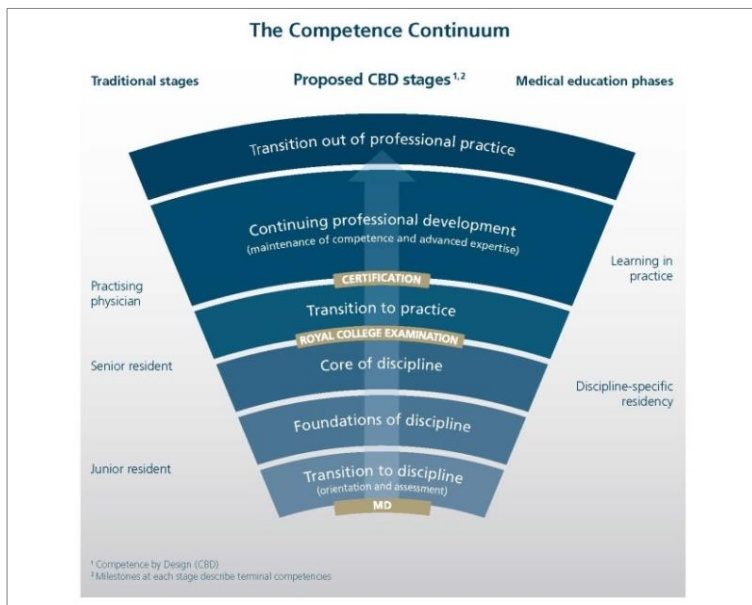 The Competence Continuum
Traditional stages
Proposed CBD stages¹,²
Medical education phases
Transition out of professional practice
Continuing professional development
(maintenance of competence and advanced expertise)
Learning in
practice
CERTIFICATION
Practising
physician
Transition to practice
ROYAL COLLEGE EXAMINATION
Senior resident
Core of discipline
Discipline-specific
residency
Foundations of discipline
Junior resident
Transition to discipline
(orientation and assessment)
MD
¹ Competence by Design (CBD)
² Milestones at each stage describe terminal competencies